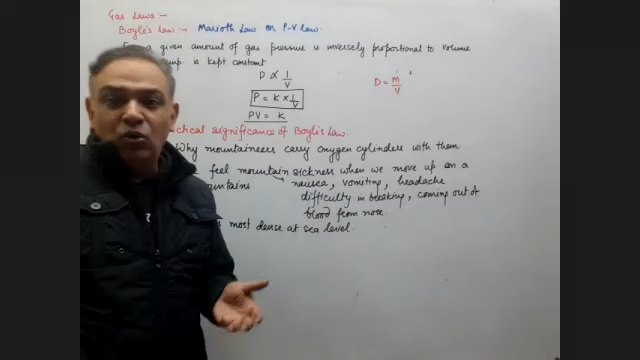 Gas Laws :-
Boyle's Law :- Marioth Law or P-V law.
a given amount of gas pressure is inversely proportional to volume
is kept constant
P ∝ 1/V
D = m/V
P = K × 1/V
PV = K
significance of Boyle's Law.
Why mountaineers carry oxygen cylinders with them
feel mountain sickness when we move up on a
→ nausea, vomiting, headache
difficulty in breaking, coming out of
blood from nose.
most dense at sea level.